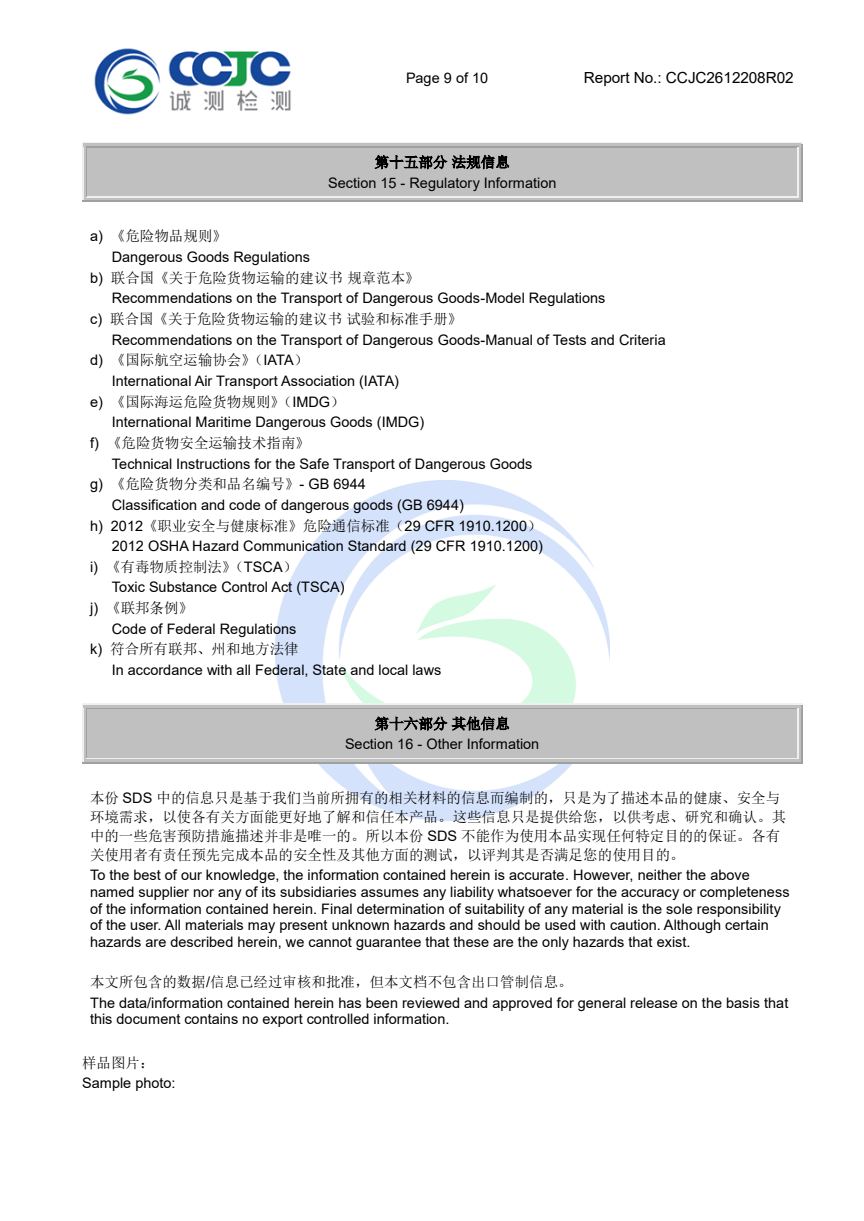 CCJC
诚测检测
Page 9 of 10
Report No.: CCJC2612208R02
第十五部分 法规信息
Section 15 - Regulatory Information
a) 《危险物品规则》
Dangerous Goods Regulations
b) 联合国《关于危险货物运输的建议书 规章范本》
Recommendations on the Transport of Dangerous Goods-Model Regulations
c) 联合国《关于危险货物运输的建议书 试验和标准手册》
Recommendations on the Transport of Dangerous Goods-Manual of Tests and Criteria
d) 《国际航空运输协会》（IATA）
International Air Transport Association (IATA)
e) 《国际海运危险货物规则》（IMDG）
International Maritime Dangerous Goods (IMDG)
f) 《危险货物安全运输技术指南》
Technical Instructions for the Safe Transport of Dangerous Goods
g) 《危险货物分类和品名编号》- GB 6944
Classification and code of dangerous goods (GB 6944)
h) 2012《职业安全与健康标准》危险通信标准（29 CFR 1910.1200）
2012 OSHA Hazard Communication Standard (29 CFR 1910.1200)
i) 《有毒物质控制法》（TSCA）
Toxic Substance Control Act (TSCA)
j) 《联邦条例》
Code of Federal Regulations
k) 符合所有联邦、州和地方法律
In accordance with all Federal, State and local laws
第十六部分 其他信息
Section 16 - Other Information
本份 SDS 中的信息只是基于我们当前所拥有的相关材料的信息而编制的，只是为了描述本品的健康、安全与
环境需求，以使各有关方面能更好地了解和信任本产品。这些信息只是提供给您，以供考虑、研究和确认。其
中的一些危害预防措施描述并非是唯一的。所以本份 SDS 不能作为使用本品实现任何特定目的的保证。各有
关使用者有责任预先完成本品的安全性及其他方面的测试，以评判其是否满足您的使用目的。
To the best of our knowledge, the information contained herein is accurate. However, neither the above
named supplier nor any of its subsidiaries assumes any liability whatsoever for the accuracy or completeness
of the information contained herein. Final determination of suitability of any material is the sole responsibility
of the user. All materials may present unknown hazards and should be used with caution. Although certain
hazards are described herein, we cannot guarantee that these are the only hazards that exist.
本文所包含的数据/信息已经过审核和批准，但本文档不包含出口管制信息。
The data/information contained herein has been reviewed and approved for general release on the basis that
this document contains no export controlled information.
样品图片：
Sample photo: